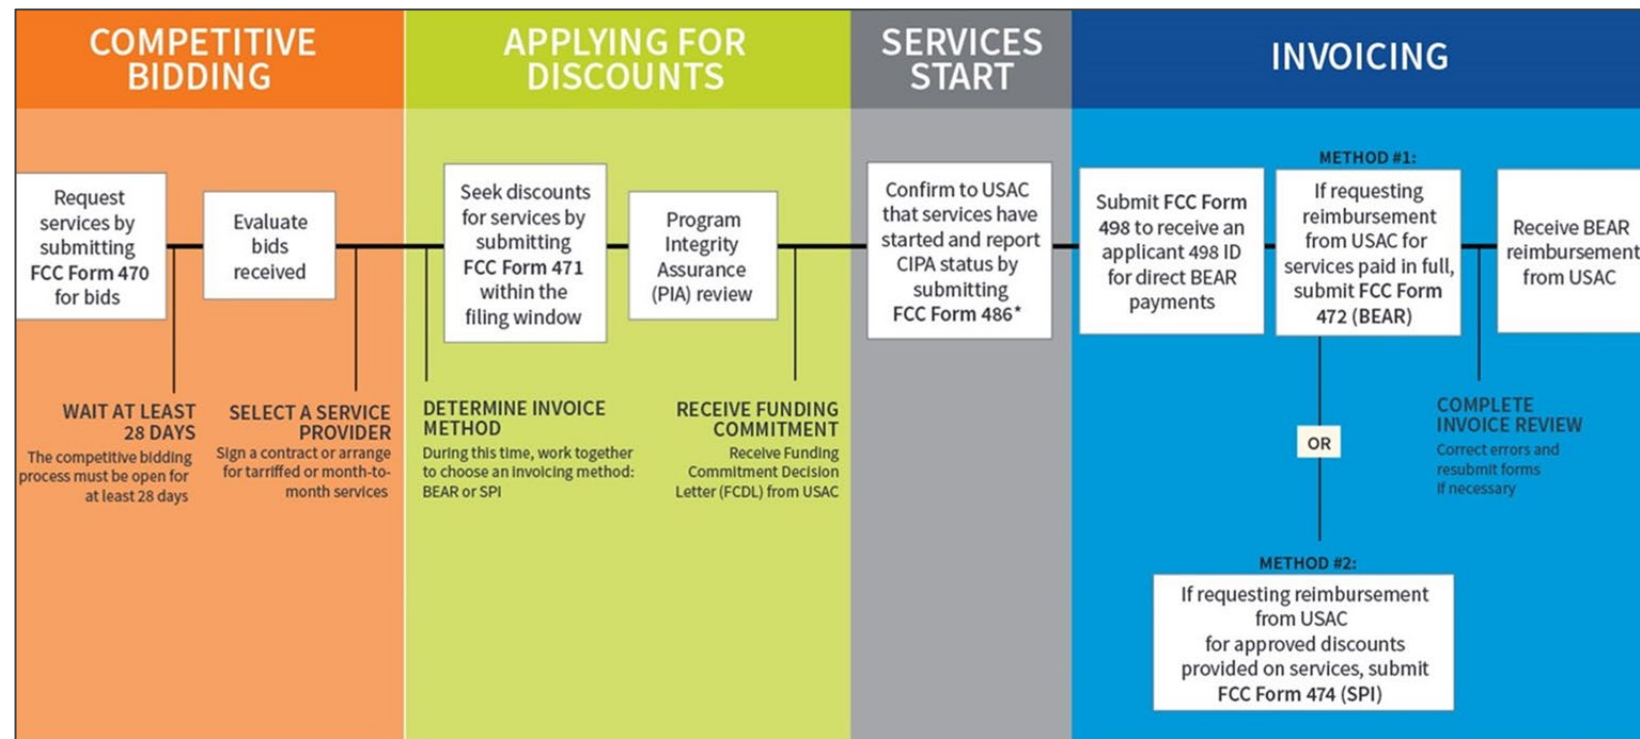 COMPETITIVE
BIDDING
APPLYING FOR
DISCOUNTS
SERVICES
START
INVOICING
Request
services by
submitting
FCC Form 470
for bids
Evaluate
bids
received
Seek discounts
for services by
submitting
FCC Form 471
within the
filing window
Program
Integrity
Assurance
(PIA) review
Confirm to USAC
that services have
started and report
CIPA status by
submitting
FCC Form 486*
Submit FCC Form
498 to receive an
applicant 498 ID
for direct BEAR
payments
METHOD #1:
If requesting
reimbursement
from USAC for
services paid in full,
submit FCC Form
472 (BEAR)
Receive BEAR
reimbursement
from USAC
WAIT AT LEAST
28 DAYS
The competitive bidding
process must be open for
at least 28 days
SELECT A SERVICE
PROVIDER
Sign a contract or arrange
for tarriffed or month-to-
month services
DETERMINE INVOICE
METHOD
During this time, work together
to choose an invoicing method:
BEAR or SPI
RECEIVE FUNDING
COMMITMENT
Receive Funding
Commitment Decision
Letter (FCDL) from USAC
OR
COMPLETE
INVOICE REVIEW
Correct errors and
resubmit forms
if necessary
METHOD #2:
If requesting reimbursement
from USAC
for approved discounts
provided on services, submit
FCC Form 474 (SPI)